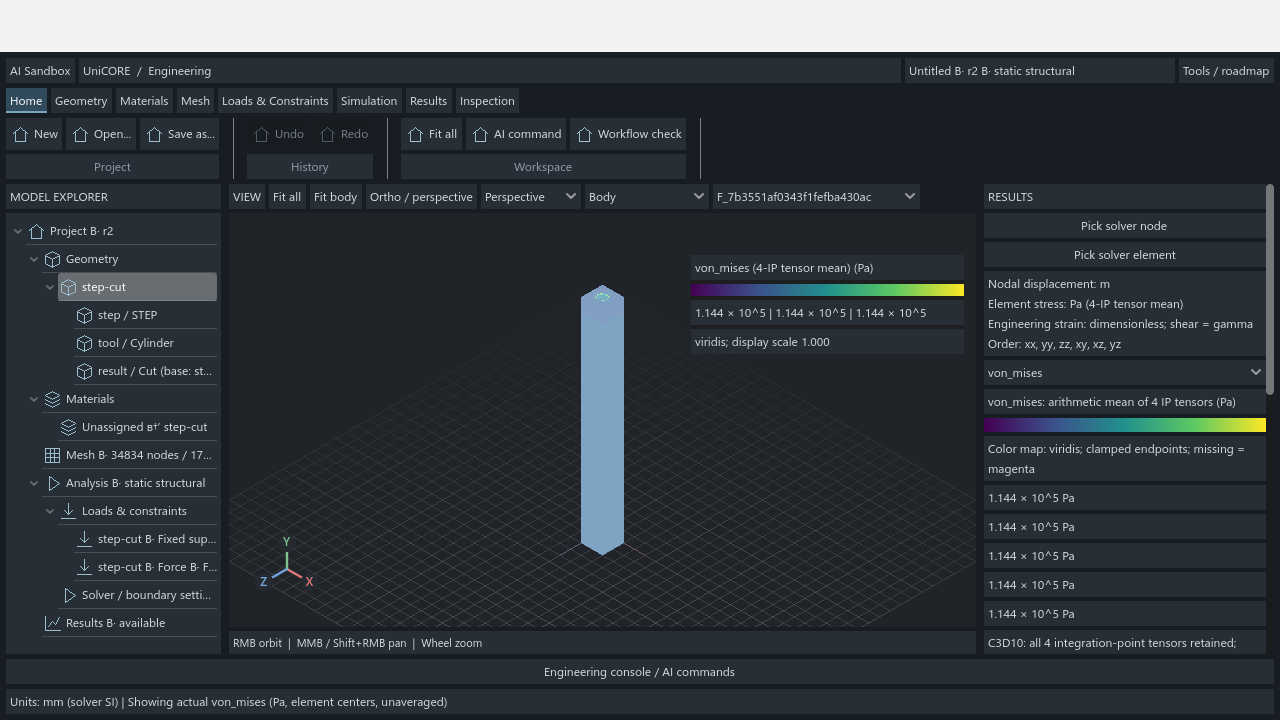 AI Sandbox
UniCORE / Engineering
Untitled В· r2 В· static structural
Tools / roadmap
Home
Geometry
Materials
Mesh
Loads & Constraints
Simulation
Results
Inspection
New
Open...
Save as...
Undo
Redo
Fit all
AI command
Workflow check
Project
History
Workspace
MODEL EXPLORER
VIEW
Fit all
Fit body
Ortho / perspective
Perspective
Body
F_7b3551af0343f1fefba430ac
RESULTS
Project В· r2
Geometry
step-cut
step / STEP
tool / Cylinder
result / Cut (base: st...
Materials
Unassigned в†’ step-cut
Mesh В· 34834 nodes / 17...
Analysis В· static structural
Loads & constraints
step-cut В· Fixed sup...
step-cut В· Force В· F...
Solver / boundary setti...
Results В· available
von_mises (4-IP tensor mean) (Pa)
1.144 × 10^5 | 1.144 × 10^5 | 1.144 × 10^5
viridis; display scale 1.000
Y
Z
X
RMB orbit | MMB / Shift+RMB pan | Wheel zoom
Pick solver node
Pick solver element
Nodal displacement: m
Element stress: Pa (4-IP tensor mean)
Engineering strain: dimensionless; shear = gamma
Order: xx, yy, zz, xy, xz, yz
von_mises
von_mises: arithmetic mean of 4 IP tensors (Pa)
Color map: viridis; clamped endpoints; missing =
magenta
1.144 × 10^5 Pa
1.144 × 10^5 Pa
1.144 × 10^5 Pa
1.144 × 10^5 Pa
1.144 × 10^5 Pa
C3D10: all 4 integration-point tensors retained;
Engineering console / AI commands
Units: mm (solver SI) | Showing actual von_mises (Pa, element centers, unaveraged)